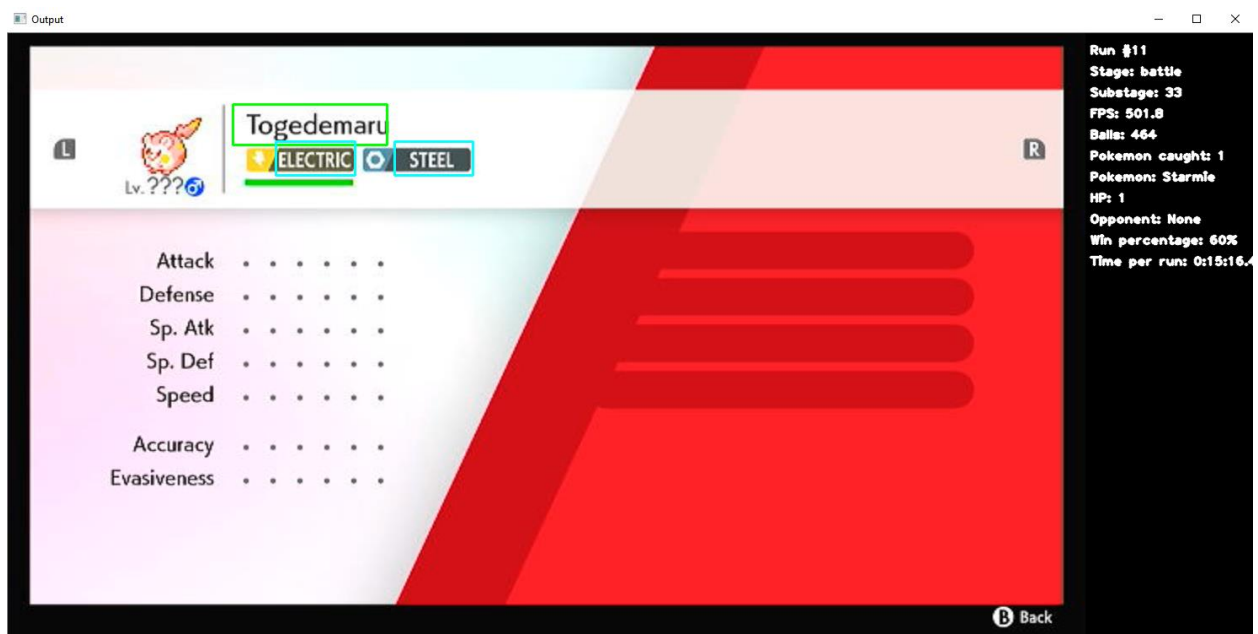 Output
L
Togedemaru
ELECTRIC STEEL
Lv. ???
R
Attack
Defense
Sp. Atk
Sp. Def
Speed
Accuracy
Evasiveness
B Back
Run #11
Stage: battle
Substage: 33
FPS: 501.8
Balls: 464
Pokemon caught: 1
Pokemon: Starmie
HP: 1
Opponent: None
Win percentage: 60%
Time per run: 0:15:16.4